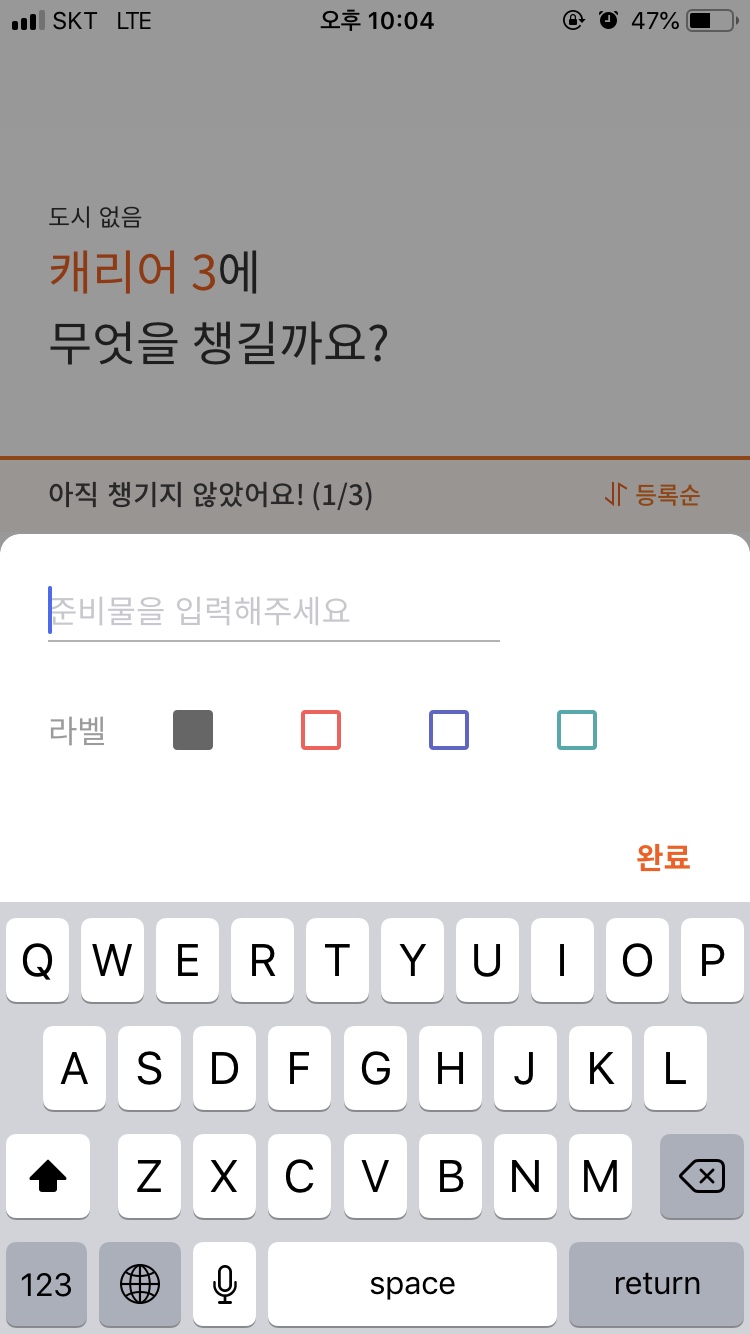 SKT LTE 오후 10:04 47%
도시 없음
캐리어 3에
무엇을 챙길까요?
아직 챙기지 않았어요! (1/3) 등록순
준비물을 입력해주세요
라벨
완료
Q W E R T Y U I O P
A S D F G H J K L
Z X C V B N M
123 space return